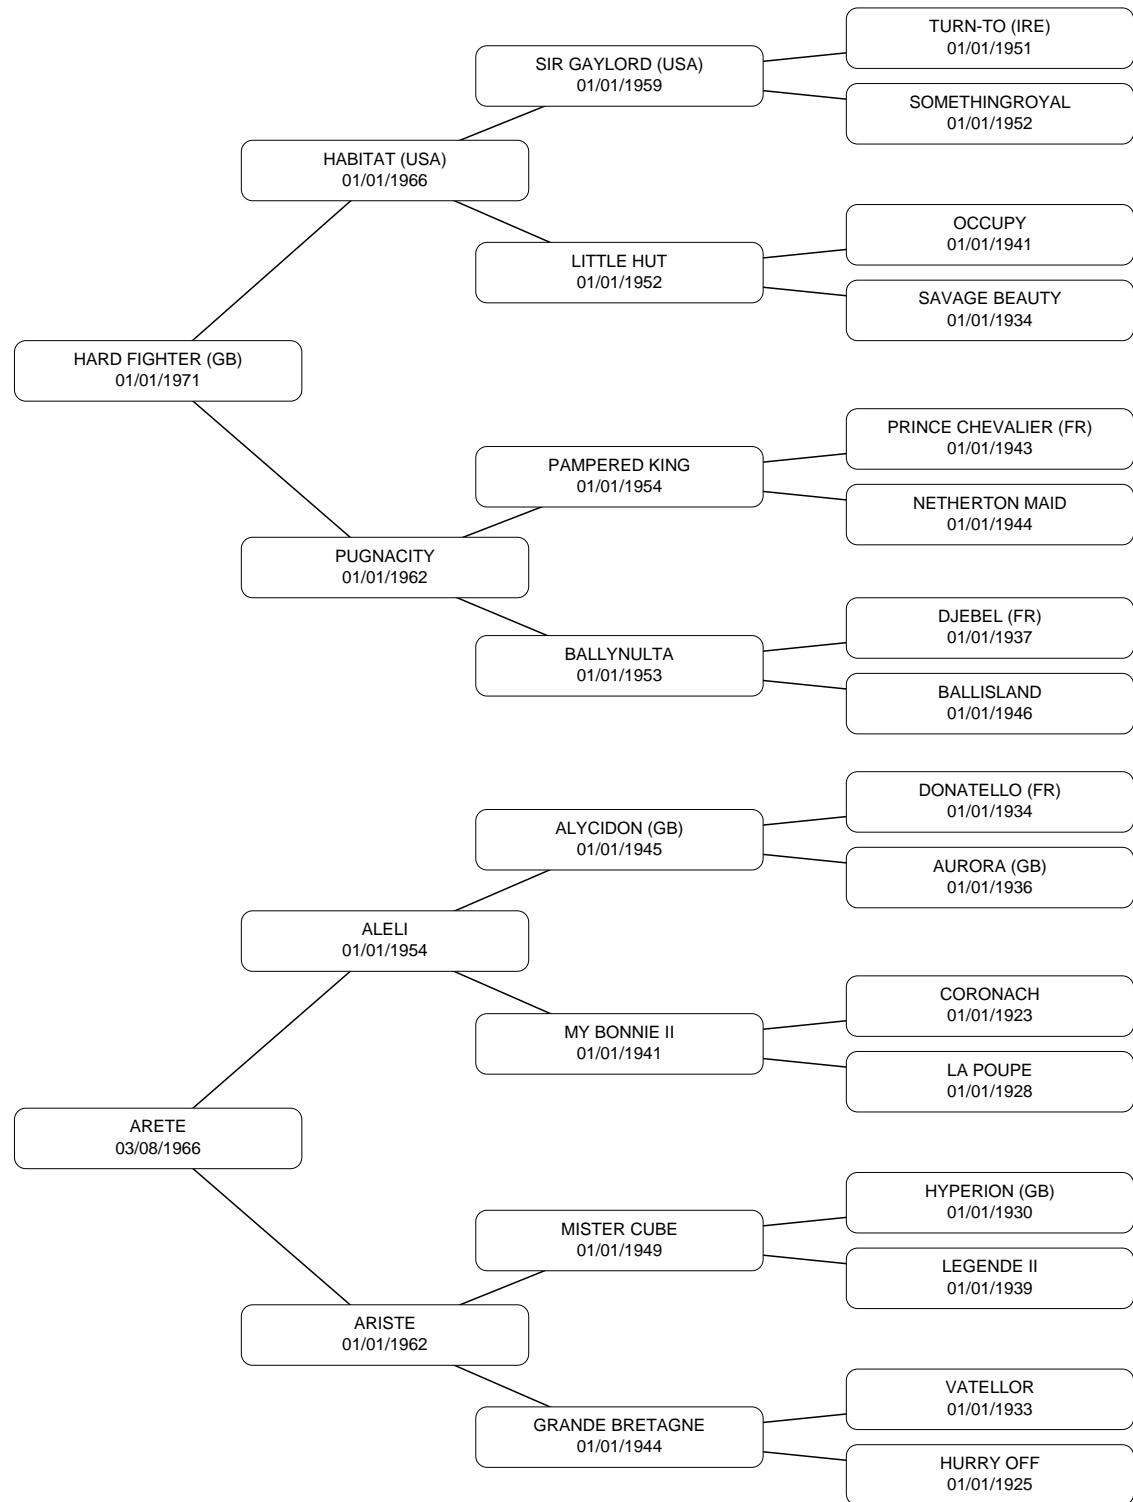 TURN-TO (IRE)
01/01/1951
SIR GAYLORD (USA)
01/01/1959
SOMETHINGROYAL
01/01/1952
HABITAT (USA)
01/01/1966
OCCUPY
01/01/1941
LITTLE HUT
01/01/1952
SAVAGE BEAUTY
01/01/1934
HARD FIGHTER (GB)
01/01/1971
PRINCE CHEVALIER (FR)
01/01/1943
PAMPERED KING
01/01/1954
NETHERTON MAID
01/01/1944
PUGNACITY
01/01/1962
DJEBEL (FR)
01/01/1937
BALLYNULTA
01/01/1953
BALLISLAND
01/01/1946
DONATELLO (FR)
01/01/1934
ALYCIDON (GB)
01/01/1945
AURORA (GB)
01/01/1936
ALELI
01/01/1954
CORONACH
01/01/1923
MY BONNIE II
01/01/1941
LA POUPE
01/01/1928
ARETE
03/08/1966
HYPERION (GB)
01/01/1930
MISTER CUBE
01/01/1949
LEGENDE II
01/01/1939
ARISTE
01/01/1962
VATELLOR
01/01/1933
GRANDE BRETAGNE
01/01/1944
HURRY OFF
01/01/1925